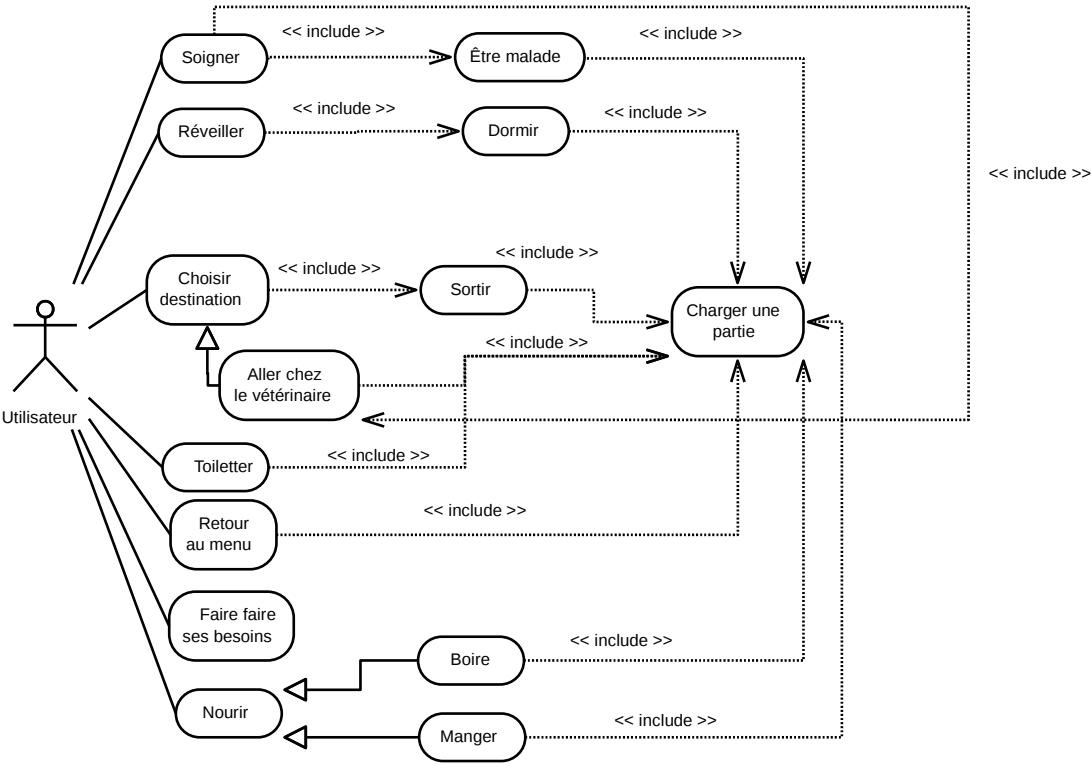 << include >>
<< include >>
Soigner
Être malade
<< include >>
<< include >>
Réveiller
Dormir
<< include >>
<< include >>
<< include >>
Choisir
destination
Sortir
Charger une
partie
<< include >>
Aller chez
le vétérinaire
Utilisateur
<< include >>
Toiletter
<< include >>
Retour
au menu
Faire faire
ses besoins
<< include >>
Boire
Nourir
<< include >>
Manger